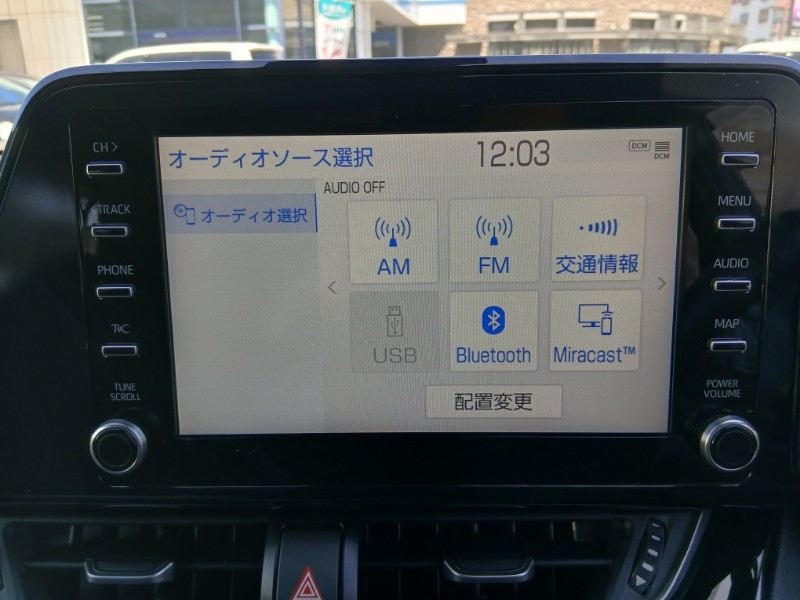 オーディオソース選択
12:03
DCM
DCM
オーディオ選択
AUDIO OFF
AM
FM
交通情報
USB
Bluetooth
Miracast™
配置変更
CH >
TRACK
PHONE
T\C
TUNE
SCROLL
HOME
MENU
AUDIO
MAP
POWER
VOLUME